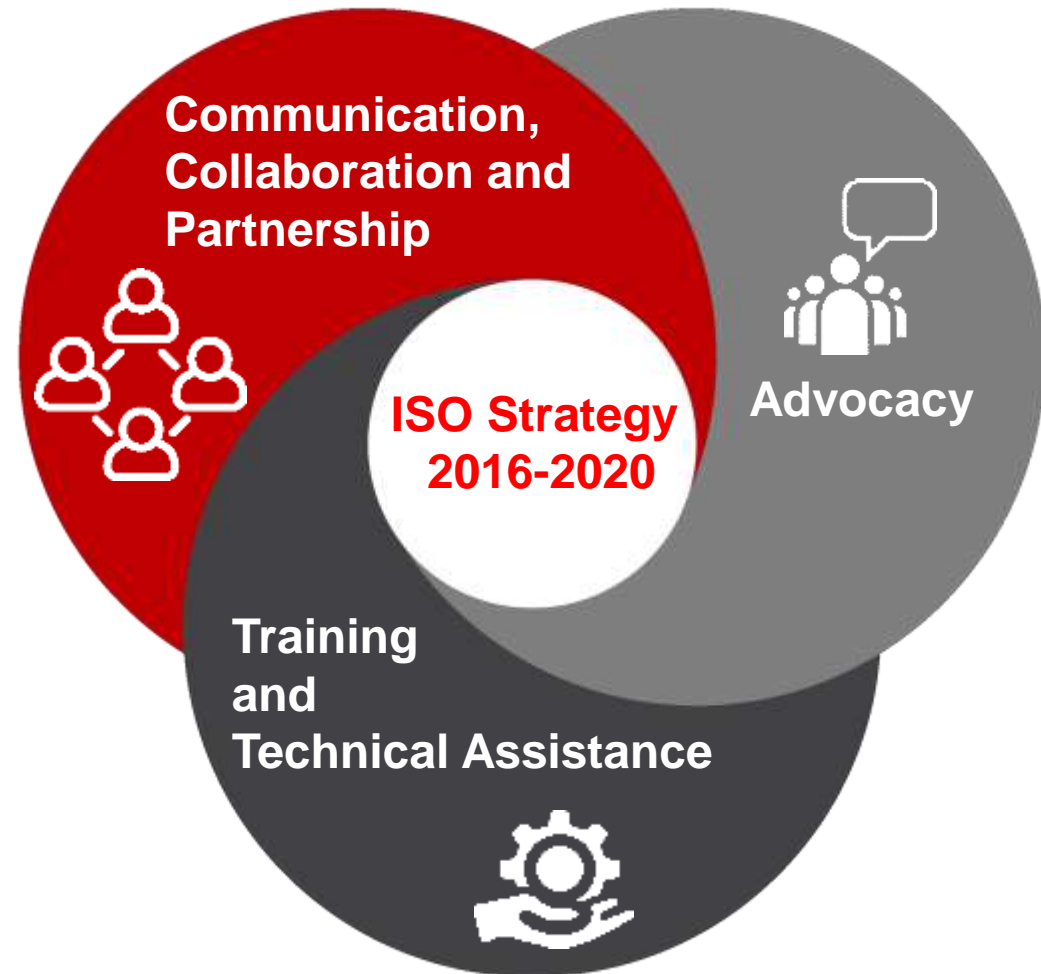 Communication,
Collaboration and
Partnership
Advocacy
ISO Strategy
2016-2020
Training
and
Technical Assistance